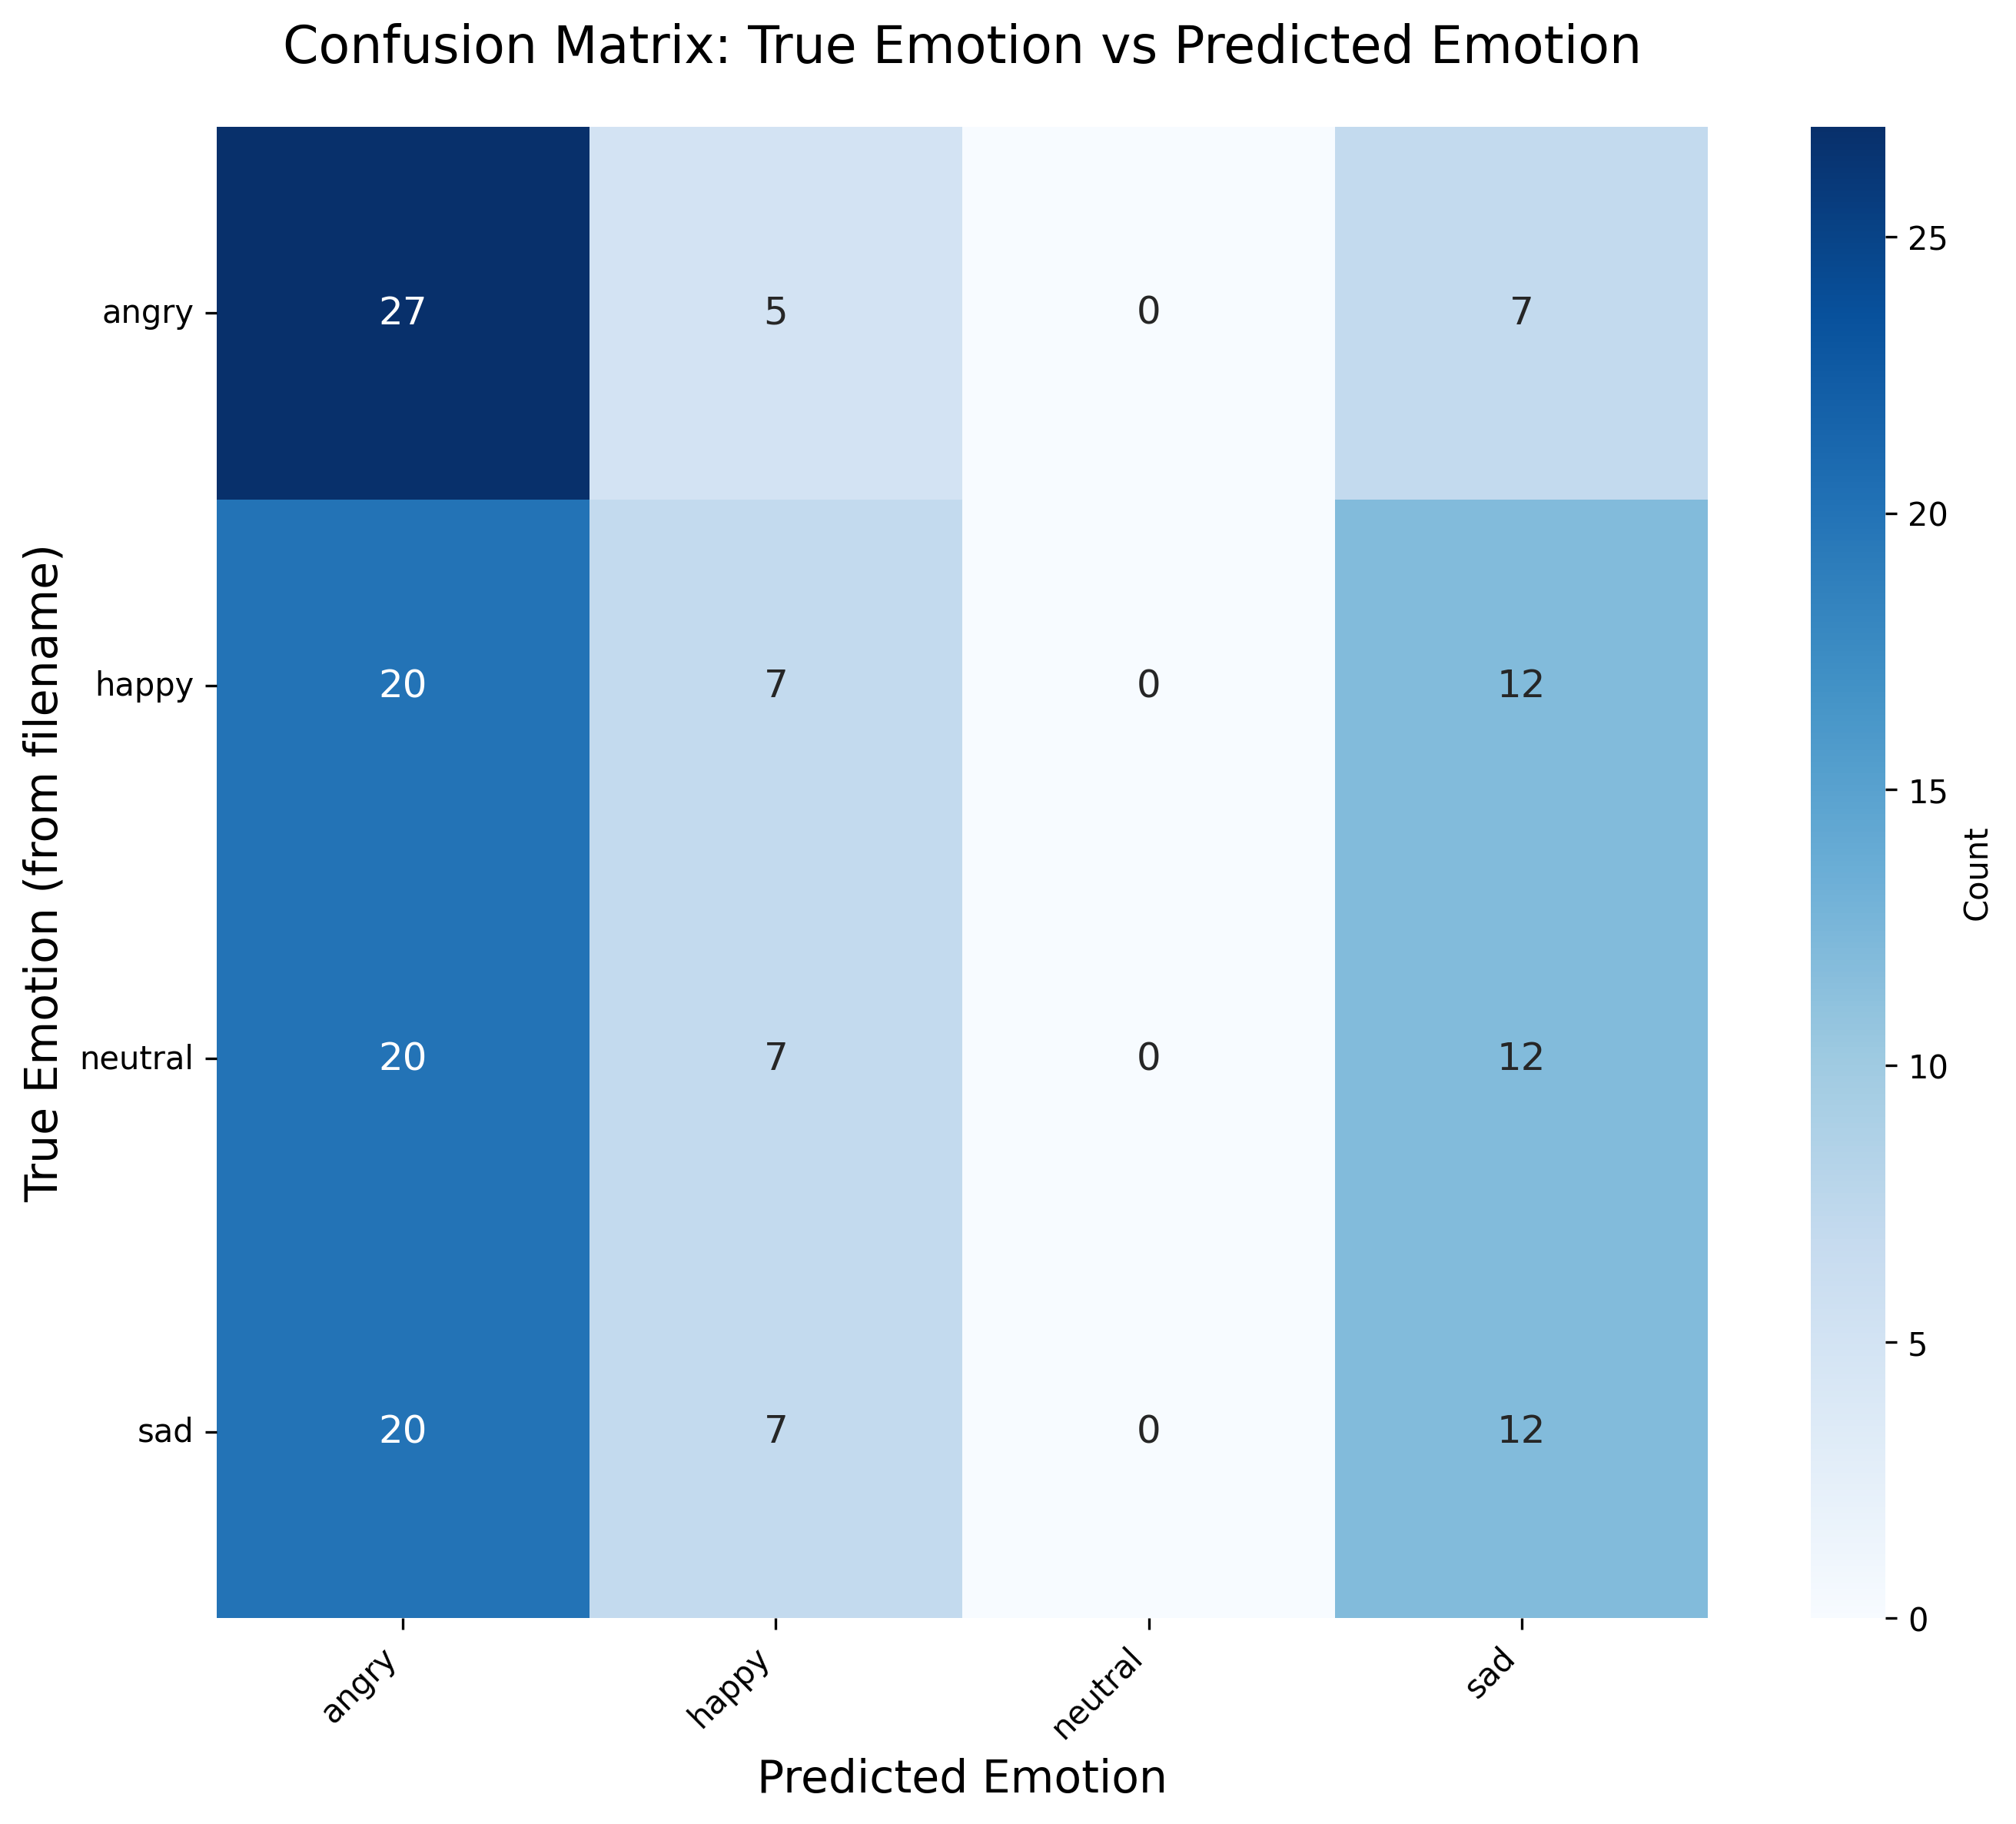 Confusion Matrix: True Emotion vs Predicted Emotion
True Emotion (from filename)
angry 27 5 0 7
happy 20 7 0 12
neutral 20 7 0 12
sad 20 7 0 12
angry happy neutral sad
Predicted Emotion
25
20
15
10
5
0
Count